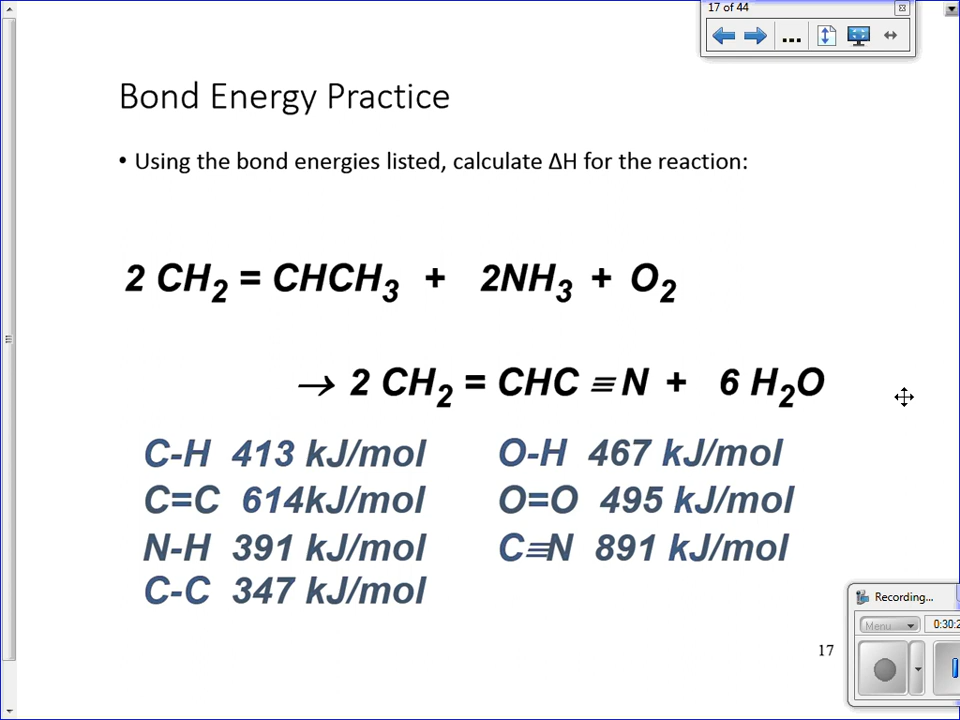 17 of 44
Bond Energy Practice
• Using the bond energies listed, calculate ΔH for the reaction:
2 CH₂ = CHCH₃ + 2NH₃ + O₂
→ 2 CH₂ = CHC ≡ N + 6 H₂O
C-H 413 kJ/mol
C=C 614kJ/mol
N-H 391 kJ/mol
C-C 347 kJ/mol
O-H 467 kJ/mol
O=O 495 kJ/mol
C≡N 891 kJ/mol
Recording...
Menu
17